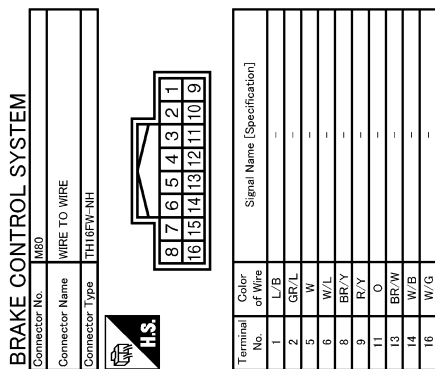 BRAKE CONTROL SYSTEM
Connector No. M80
Connector Name WIRE TO WIRE
Connector Type TH16FW-NH
H.S.
8 7 6 5 4 3 2 1
16 15 14 13 12 11 10 9
Terminal No. Color of Wire Signal Name [Specification]
1 L/B -
2 GR/L -
5 W -
6 W/L -
8 BR/Y -
9 R/Y -
11 O -
13 BR/W -
14 W/B -
16 W/G -